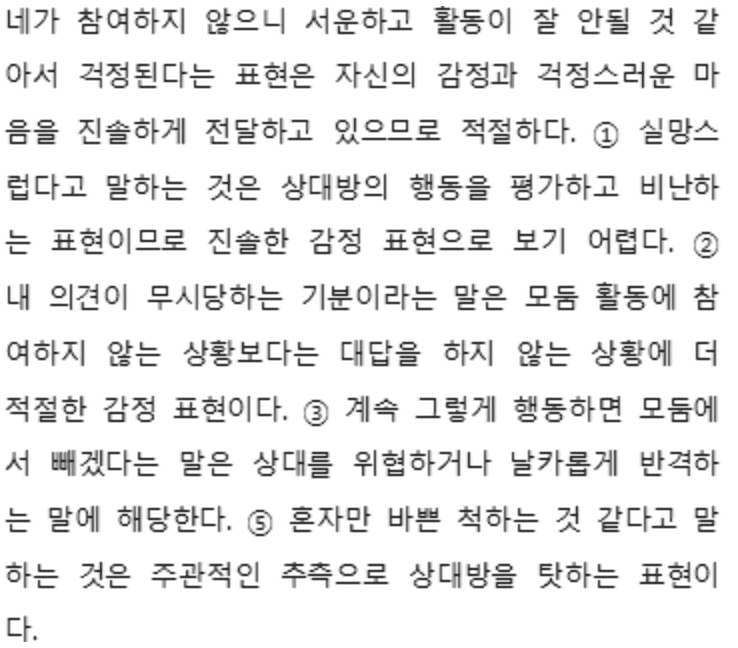 네가 참여하지 않으니 서운하고 활동이 잘 안될 것 같
아서 걱정된다는 표현은 자신의 감정과 걱정스러운 마
음을 진솔하게 전달하고 있으므로 적절하다. ① 실망스
럽다고 말하는 것은 상대방의 행동을 평가하고 비난하
는 표현이므로 진솔한 감정 표현으로 보기 어렵다. ②
내 의견이 무시당하는 기분이라는 말은 모둠 활동에 참
여하지 않는 상황보다는 대답을 하지 않는 상황에 더
적절한 감정 표현이다. ③ 계속 그렇게 행동하면 모둠에
서 빼겠다는 말은 상대를 위협하거나 날카롭게 반격하
는 말에 해당한다. ⑤ 혼자만 바쁜 척하는 것 같다고 말
하는 것은 주관적인 추측으로 상대방을 탓하는 표현이
다.